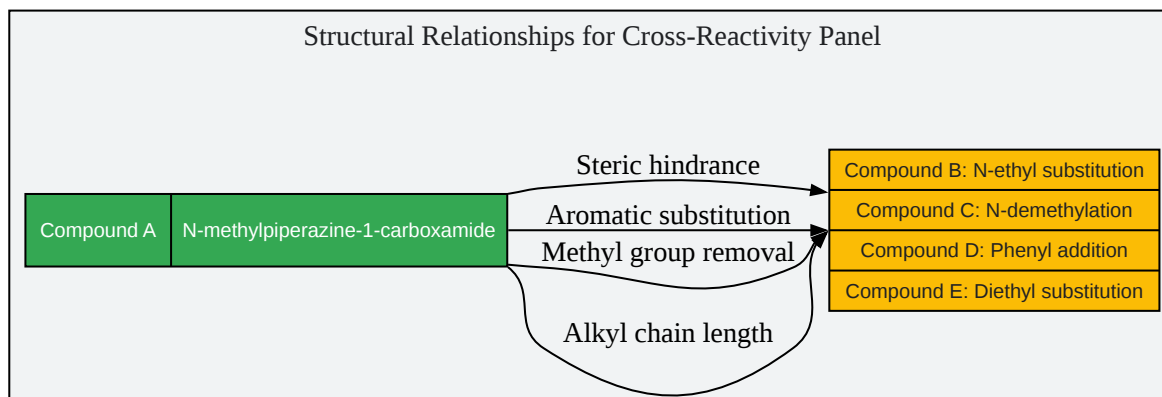 Structural Relationships for Cross-Reactivity Panel
Compound A
N-methylpiperazine-1-carboxamide
Steric hindrance
Aromatic substitution
Methyl group removal
Alkyl chain length
Compound B: N-ethyl substitution
Compound C: N-demethylation
Compound D: Phenyl addition
Compound E: Diethyl substitution